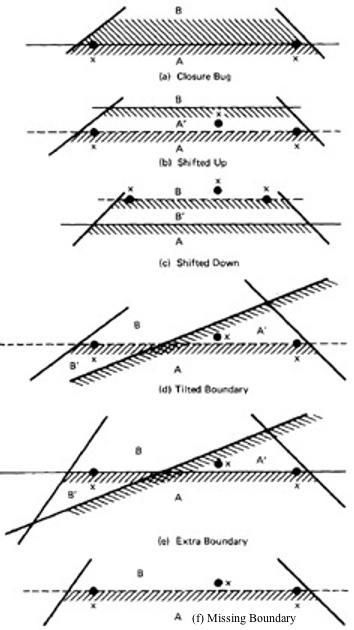 B
x x
A
(a) Closure Bug
B
A' x
x A x
(b) Shifted Up
x x
x B
B'
A
(c) Shifted Down
B
A'
x
x x
B' A
(d) Tilted Boundary
B
A'
x
x x
B' A
(e) Extra Boundary
B
x
x x
A (f) Missing Boundary